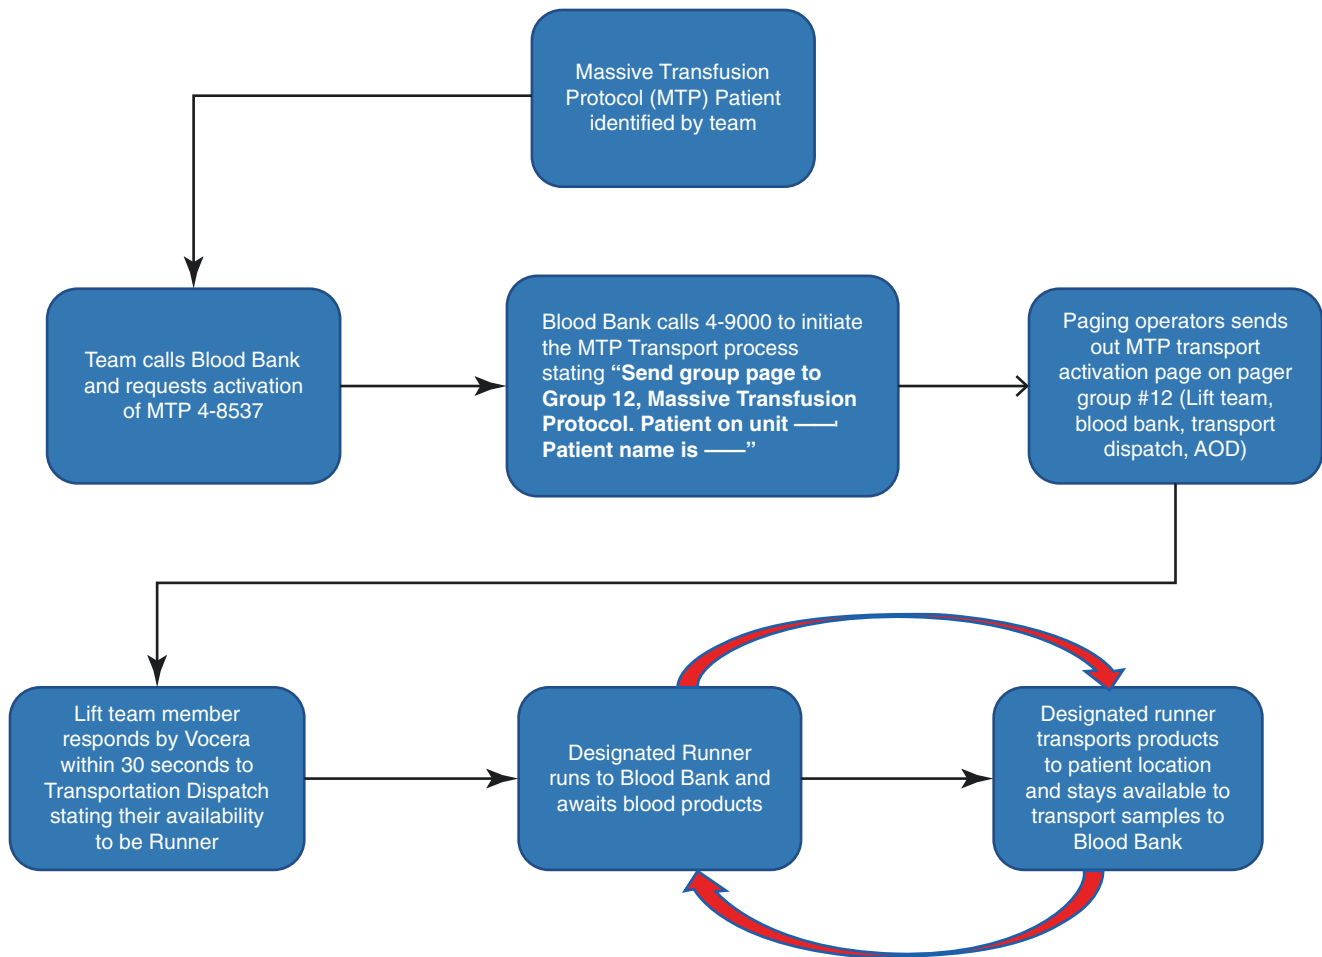 Massive Transfusion
Protocol (MTP) Patient
identified by team
Team calls Blood Bank
and requests activation
of MTP 4-8537
Blood Bank calls 4-9000 to initiate
the MTP Transport process
stating “Send group page to
Group 12, Massive Transfusion
Protocol. Patient on unit ——,
Patient name is ——”
Paging operators sends
out MTP transport
activation page on pager
group #12 (Lift team,
blood bank, transport
dispatch, AOD)
Lift team member
responds by Vocera
within 30 seconds to
Transportation Dispatch
stating their availability
to be Runner
Designated Runner
runs to Blood Bank and
awaits blood products
Designated runner
transports products
to patient location
and stays available to
transport samples to
Blood Bank